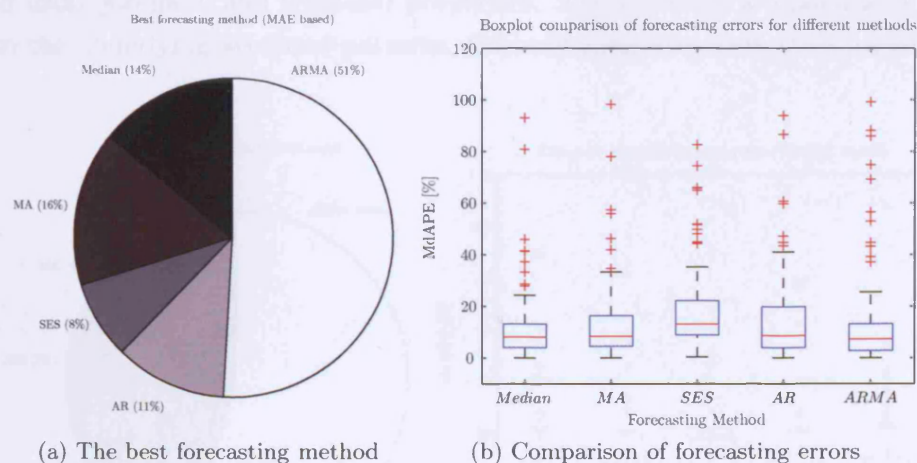 Best forecasting method (MAE based)
Median (14%)
ARMA (51%)
MA (16%)
SES (8%)
AR (11%)
(a) The best forecasting method
Boxplot comparison of forecasting errors for different methods
120
100
80
60
40
20
0
MdAPE [%]
Median MA SES AR ARMA
Forecasting Method
(b) Comparison of forecasting errors